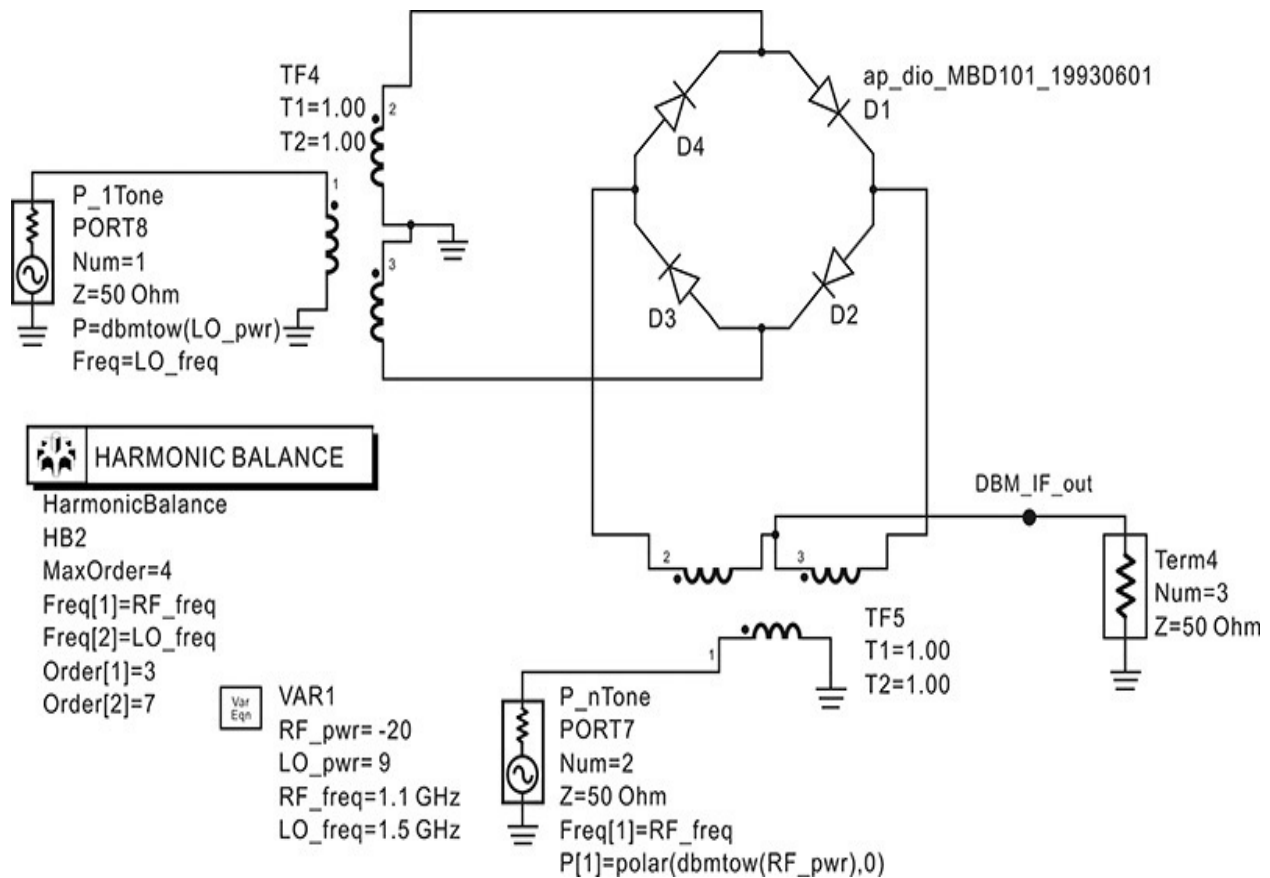 TF4
T1=1.00
T2=1.00
2
1
3
P_1Tone
PORT8
Num=1
Z=50 Ohm
P=dbmtow(LO_pwr)
Freq=LO_freq
ap_dio_MBD101_19930601
D1
D4
D3
D2
HARMONIC BALANCE
HarmonicBalance
HB2
MaxOrder=4
Freq[1]=RF_freq
Freq[2]=LO_freq
Order[1]=3
Order[2]=7
Var
Eqn
VAR1
RF_pwr= -20
LO_pwr= 9
RF_freq=1.1 GHz
LO_freq=1.5 GHz
DBM_IF_out
2
3
1
TF5
T1=1.00
T2=1.00
Term4
Num=3
Z=50 Ohm
P_nTone
PORT7
Num=2
Z=50 Ohm
Freq[1]=RF_freq
P[1]=polar(dbmtow(RF_pwr),0)